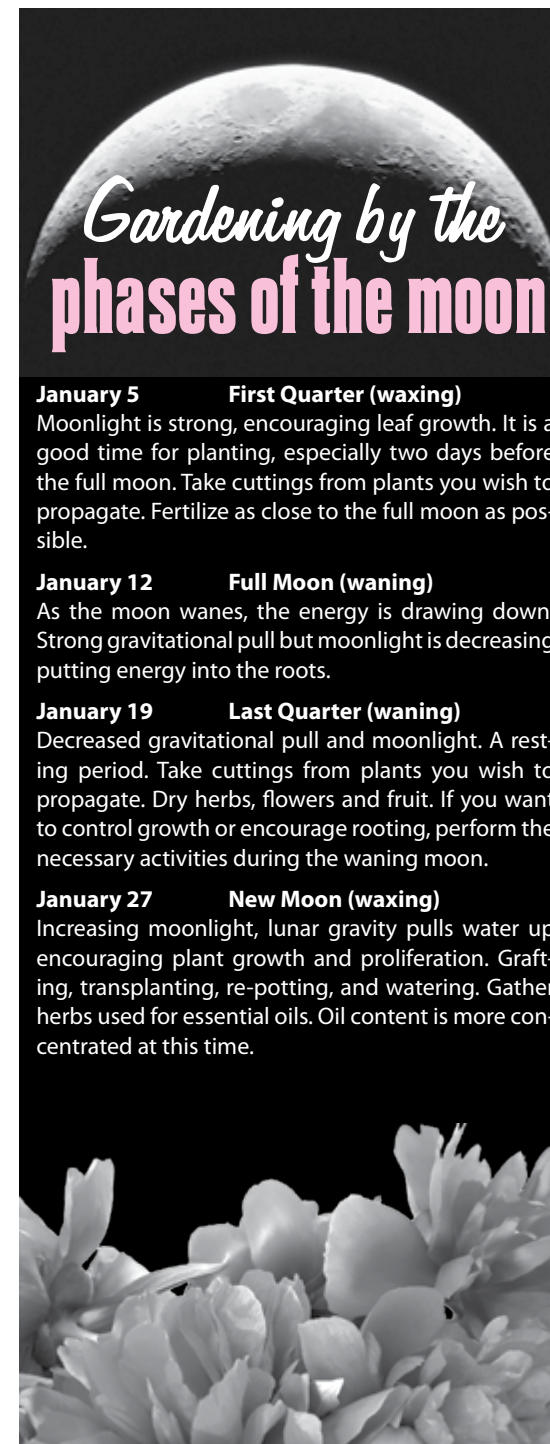 Gardening by the
phases of the moon
January 5 First Quarter (waxing)
Moonlight is strong, encouraging leaf growth. It is a
good time for planting, especially two days before
the full moon. Take cuttings from plants you wish to
propagate. Fertilize as close to the full moon as pos-
sible.
January 12 Full Moon (waning)
As the moon wanes, the energy is drawing down.
Strong gravitational pull but moonlight is decreasing
putting energy into the roots.
January 19 Last Quarter (waning)
Decreased gravitational pull and moonlight. A rest-
ing period. Take cuttings from plants you wish to
propagate. Dry herbs, flowers and fruit. If you want
to control growth or encourage rooting, perform the
necessary activities during the waning moon.
January 27 New Moon (waxing)
Increasing moonlight, lunar gravity pulls water up
encouraging plant growth and proliferation. Graft-
ing, transplanting, re-potting, and watering. Gather
herbs used for essential oils. Oil content is more con-
centrated at this time.